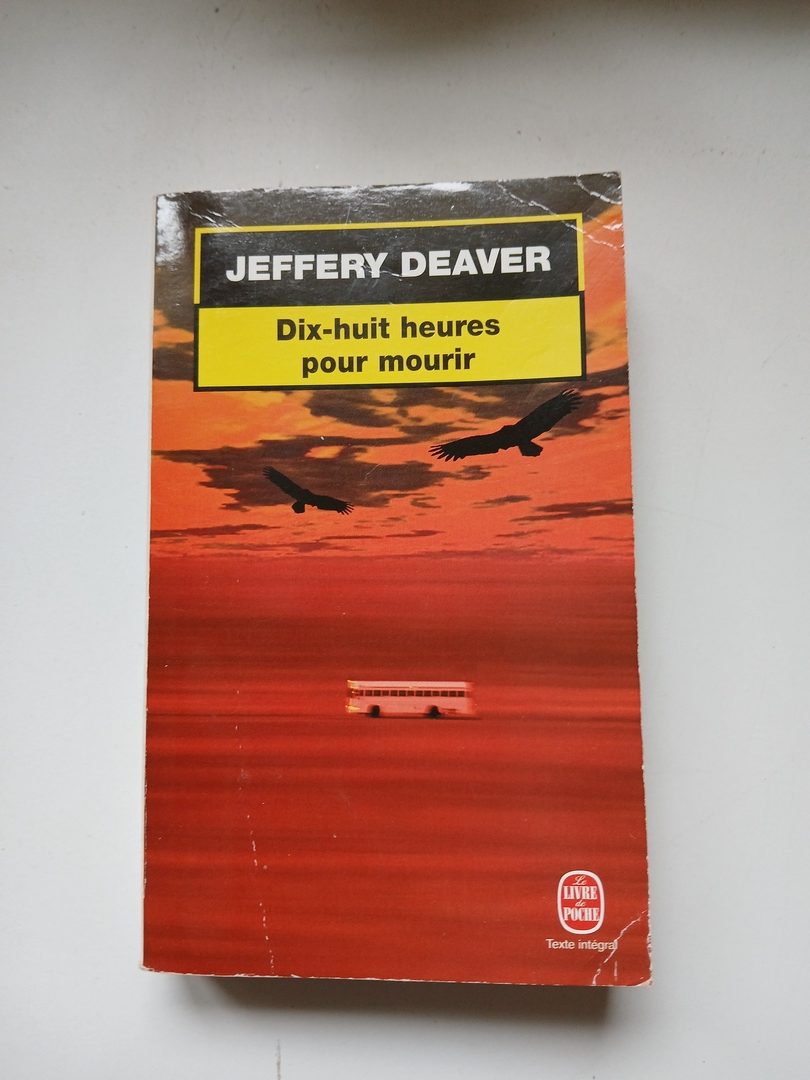 JEFFERY DEAVER
Dix-huit heures
pour mourir
Le
LIVRE
de
POCHE
Texte intégral